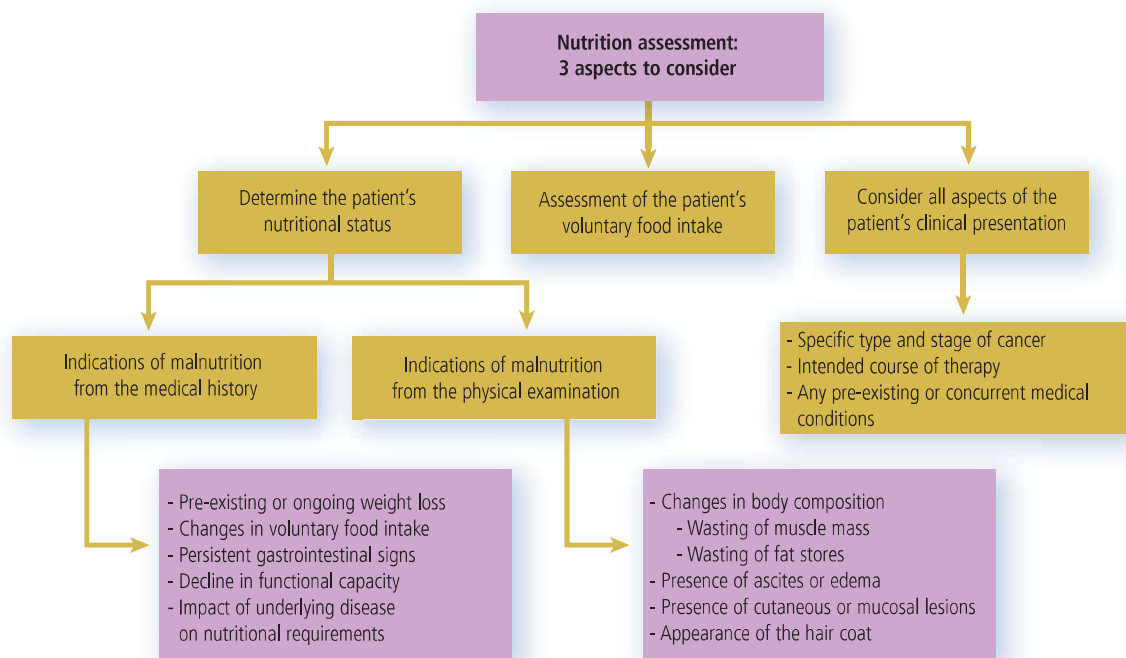 Nutrition assessment:
3 aspects to consider
Determine the patient's
nutritional status
Assessment of the patient's
voluntary food intake
Consider all aspects of the
patient's clinical presentation
Indications of malnutrition
from the medical history
Indications of malnutrition
from the physical examination
- Specific type and stage of cancer
- Intended course of therapy
- Any pre-existing or concurrent medical
conditions
- Pre-existing or ongoing weight loss
- Changes in voluntary food intake
- Persistent gastrointestinal signs
- Decline in functional capacity
- Impact of underlying disease
on nutritional requirements
- Changes in body composition
- Wasting of muscle mass
- Wasting of fat stores
- Presence of ascites or edema
- Presence of cutaneous or mucosal lesions
- Appearance of the hair coat